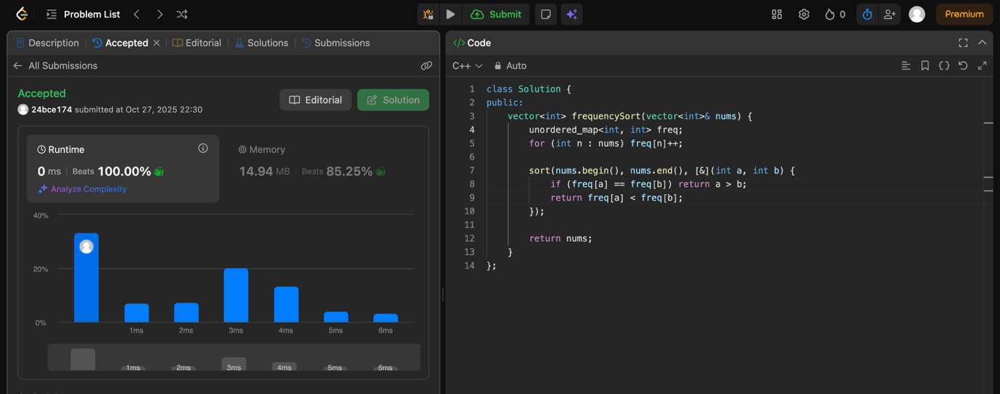 Problem List
Submit
0
Premium
Description
Accepted
Editorial
Solutions
Submissions
All Submissions
Accepted
24bce174 submitted at Oct 27, 2025 22:30
Editorial
Solution
Runtime
0 ms | Beats 100.00%
Analyze Complexity
Memory
14.94 MB | Beats 85.25%
40%
20%
0%
1ms 2ms 3ms 4ms 5ms 6ms
1ms 2ms 3ms 4ms 5ms 6ms
</> Code
C++ Auto
1 class Solution {
2 public:
3     vector<int> frequencySort(vector<int>& nums) {
4         unordered_map<int, int> freq;
5         for (int n : nums) freq[n]++;
6
7         sort(nums.begin(), nums.end(), [&](int a, int b) {
8             if (freq[a] == freq[b]) return a > b;
9             return freq[a] < freq[b];
10         });
11
12         return nums;
13     }
14 };